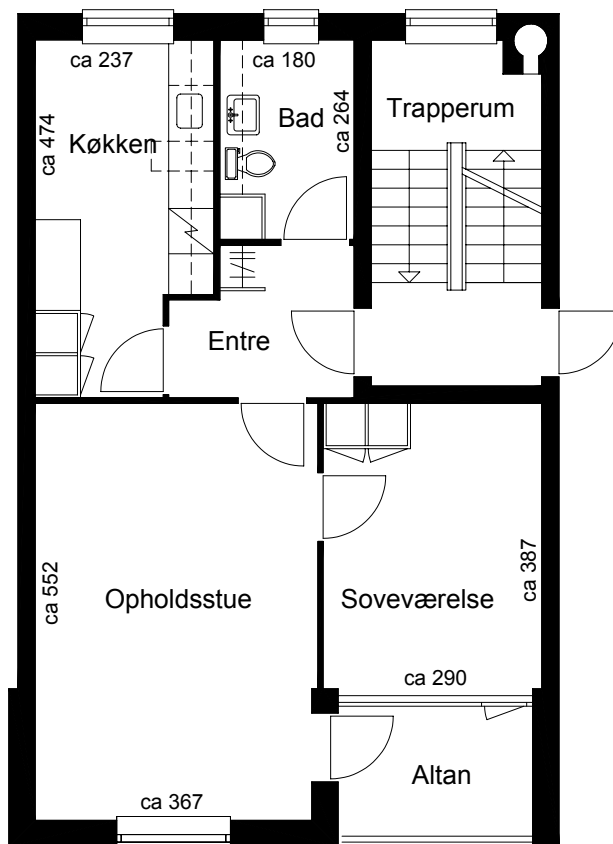 ca 237
ca 180
ca 474
Køkken
Bad
ca 264
Trapperum
Entre
ca 552
Opholdsstue
Soveværelse
ca 387
ca 290
Altan
ca 367